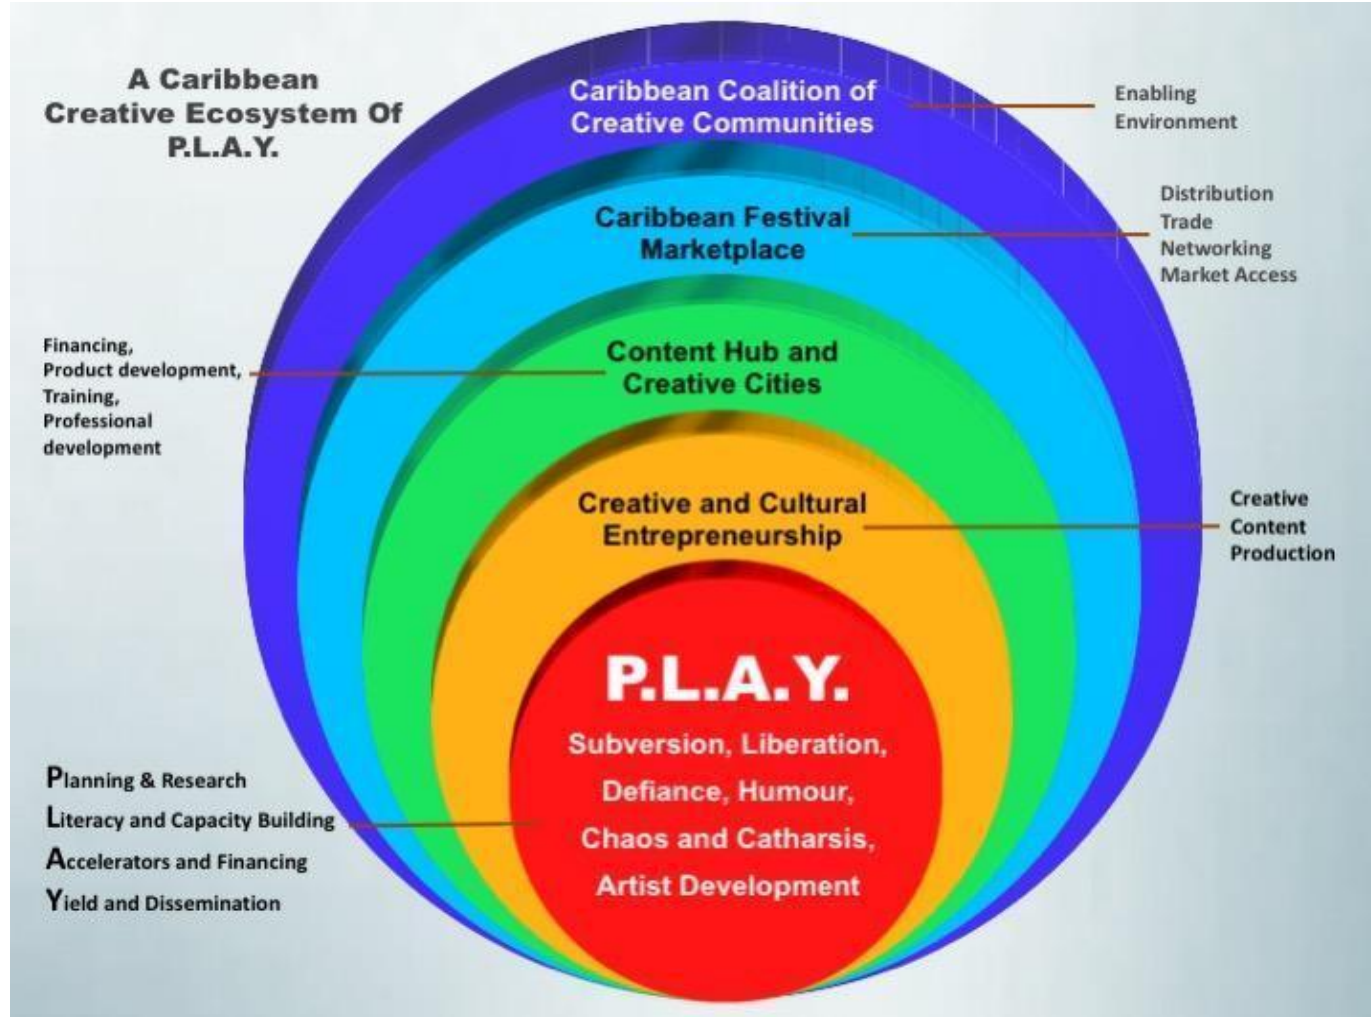 A Caribbean
Creative Ecosystem Of
P.L.A.Y.
Caribbean Coalition of
Creative Communities
Enabling
Environment
Caribbean Festival
Marketplace
Distribution
Trade
Networking
Market Access
Content Hub and
Creative Cities
Financing,
Product development,
Training,
Professional
development
Creative and Cultural
Entrepreneurship
Creative
Content
Production
P.L.A.Y.
Subversion, Liberation,
Defiance, Humour,
Chaos and Catharsis,
Artist Development
Planning & Research
Literacy and Capacity Building
Accelerators and Financing
Yield and Dissemination